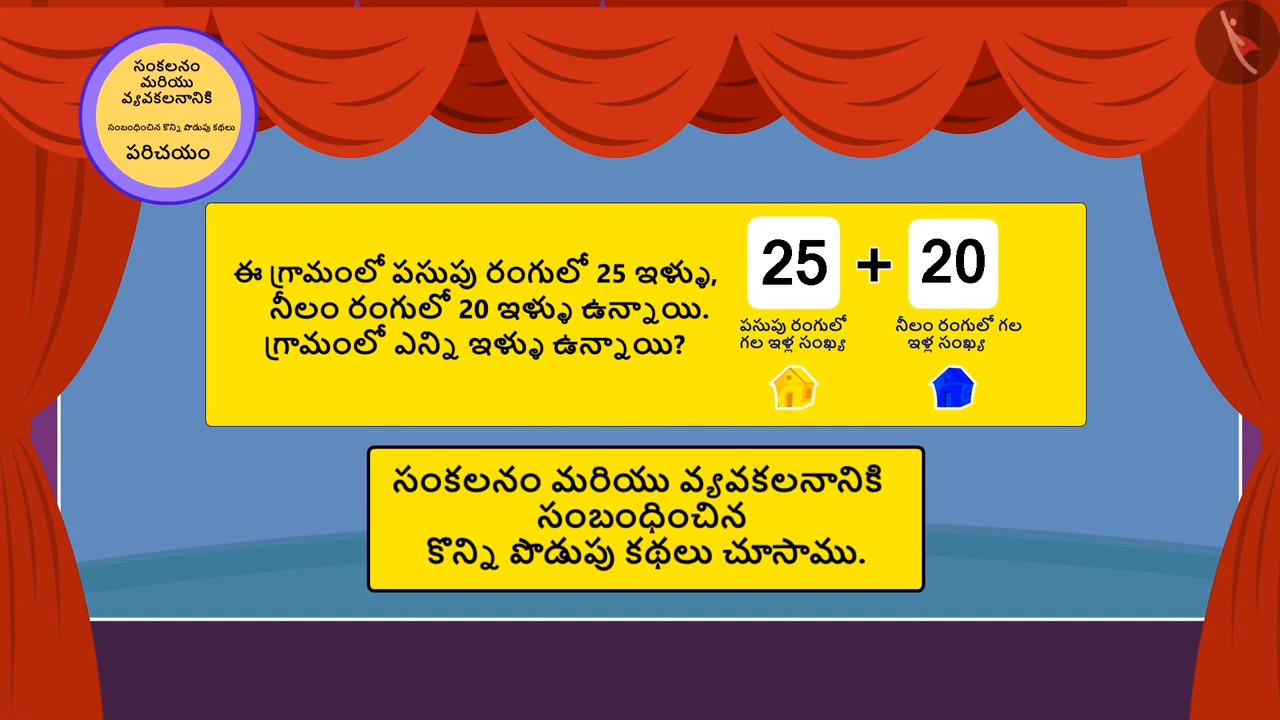 సంకలనం
మరియు
వ్యవకలనానికి
సంబంధించిన కొన్ని పొడుపు కథలు
పరిచయం
ఈ గ్రామంలో పసుపు రంగులో 25 ఇళ్ళు,
నీలం రంగులో 20 ఇళ్ళు ఉన్నాయి.
గ్రామంలో ఎన్ని ఇళ్ళు ఉన్నాయి?
25 + 20
పసుపు రంగులో
గల ఇళ్ల సంఖ్య
నీలం రంగులో గల
ఇళ్ల సంఖ్య
సంకలనం మరియు వ్యవకలనానికి
సంబంధించిన
కొన్ని పొడుపు కథలు చూసాము.